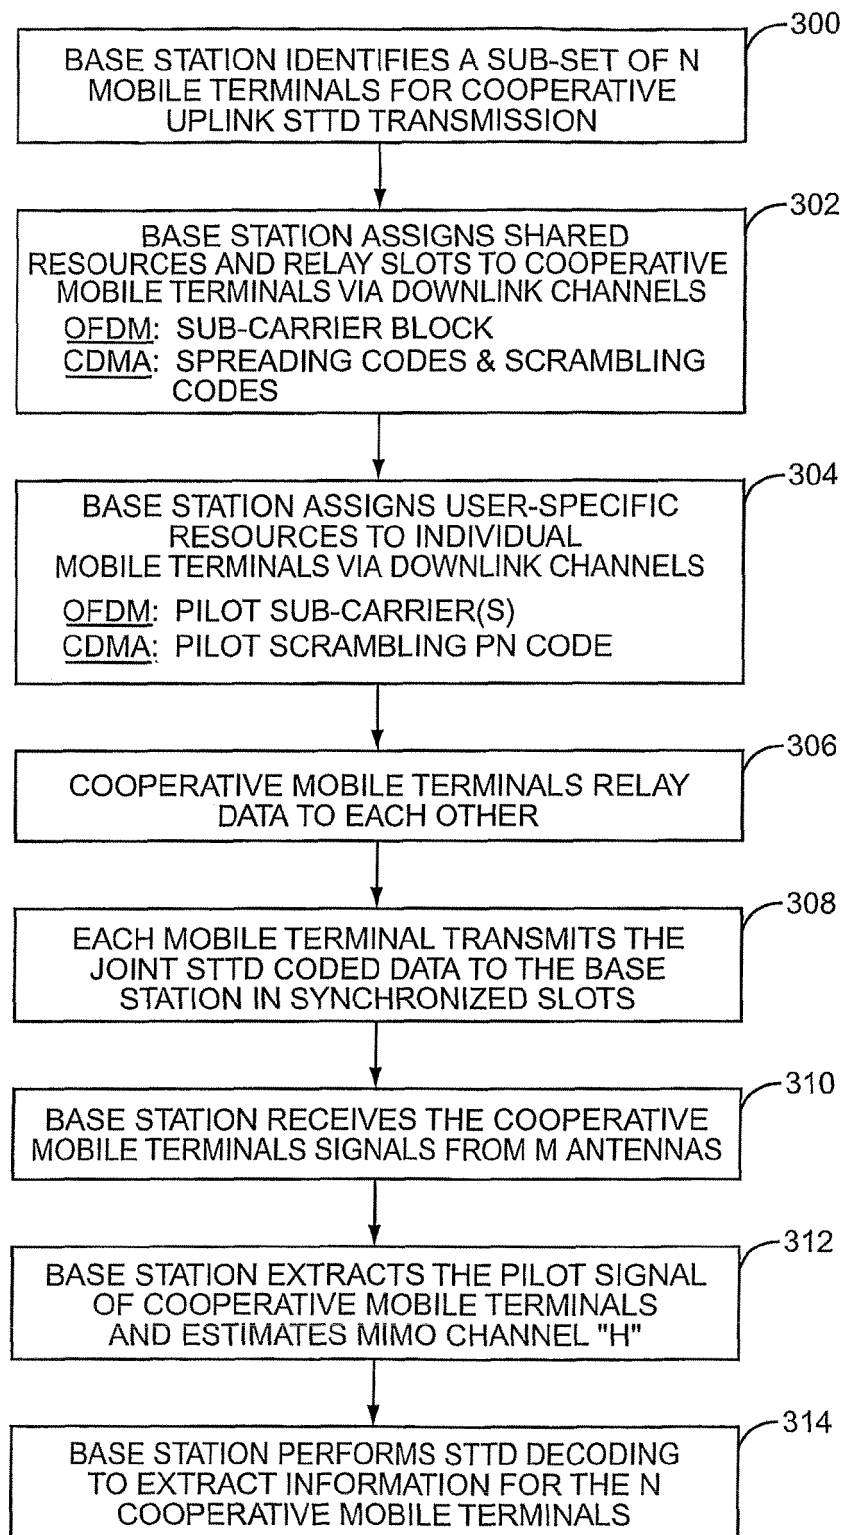 300
BASE STATION IDENTIFIES A SUB-SET OF N
MOBILE TERMINALS FOR COOPERATIVE
UPLINK STTD TRANSMISSION
302
BASE STATION ASSIGNS SHARED
RESOURCES AND RELAY SLOTS TO COOPERATIVE
MOBILE TERMINALS VIA DOWNLINK CHANNELS
OFDM: SUB-CARRIER BLOCK
CDMA: SPREADING CODES & SCRAMBLING
CODES
304
BASE STATION ASSIGNS USER-SPECIFIC
RESOURCES TO INDIVIDUAL
MOBILE TERMINALS VIA DOWNLINK CHANNELS
OFDM: PILOT SUB-CARRIER(S)
CDMA: PILOT SCRAMBLING PN CODE
306
COOPERATIVE MOBILE TERMINALS RELAY
DATA TO EACH OTHER
308
EACH MOBILE TERMINAL TRANSMITS THE
JOINT STTD CODED DATA TO THE BASE
STATION IN SYNCHRONIZED SLOTS
310
BASE STATION RECEIVES THE COOPERATIVE
MOBILE TERMINALS SIGNALS FROM M ANTENNAS
312
BASE STATION EXTRACTS THE PILOT SIGNAL
OF COOPERATIVE MOBILE TERMINALS
AND ESTIMATES MIMO CHANNEL "H"
314
BASE STATION PERFORMS STTD DECODING
TO EXTRACT INFORMATION FOR THE N
COOPERATIVE MOBILE TERMINALS